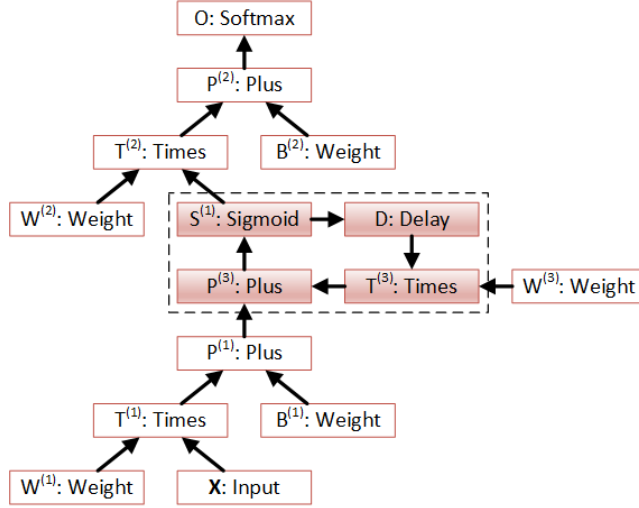 O: Softmax
P(2): Plus
T(2): Times
B(2): Weight
W(2): Weight
S(1): Sigmoid
D: Delay
P(3): Plus
T(3): Times
W(3): Weight
P(1): Plus
T(1): Times
B(1): Weight
W(1): Weight
X: Input